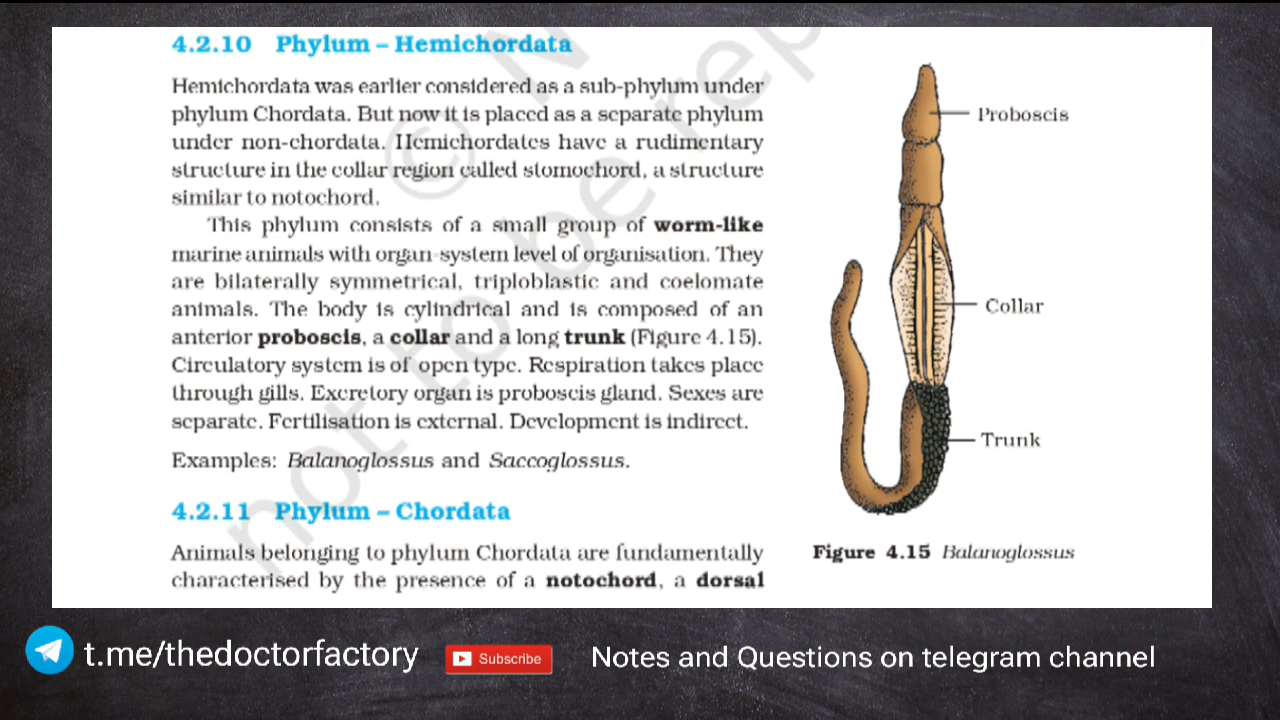 4.2.10 Phylum – Hemichordata
Hemichordata was earlier considered as a sub-phylum under
phylum Chordata. But now it is placed as a separate phylum
under non-chordata. Hemichordates have a rudimentary
structure in the collar region called stomochord, a structure
similar to notochord.
This phylum consists of a small group of worm-like
marine animals with organ-system level of organisation. They
are bilaterally symmetrical, triploblastic and coelomate
animals. The body is cylindrical and is composed of an
anterior proboscis, a collar and a long trunk (Figure 4.15).
Circulatory system is of open type. Respiration takes place
through gills. Excretory organ is proboscis gland. Sexes are
separate. Fertilisation is external. Development is indirect.
Examples: Balanoglossus and Saccoglossus.
4.2.11 Phylum – Chordata
Animals belonging to phylum Chordata are fundamentally
characterised by the presence of a notochord, a dorsal
Proboscis
Collar
Trunk
Figure 4.15 Balanoglossus
© N
not to be rep
t.me/thedoctorfactory
Subscribe
Notes and Questions on telegram channel